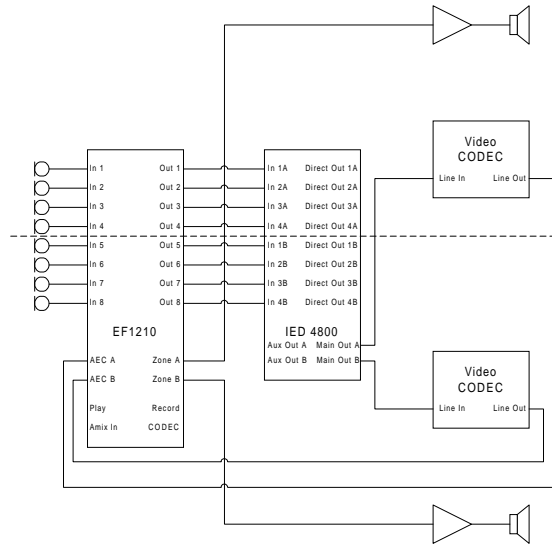 Video
CODEC
Line In Line Out
In 1 Out 1 In 1A Direct Out 1A
In 2 Out 2 In 2A Direct Out 2A
In 3 Out 3 In 3A Direct Out 3A
In 4 Out 4 In 4A Direct Out 4A
In 5 Out 5 In 1B Direct Out 1B
In 6 Out 6 In 2B Direct Out 2B
In 7 Out 7 In 3B Direct Out 3B
In 8 Out 8 In 4B Direct Out 4B
EF1210 IED 4800
Aux Out A Main Out A
AEC A Zone A Aux Out B Main Out B
AEC B Zone B
Video
CODEC
Line In Line Out
Play Record
Amix In CODEC